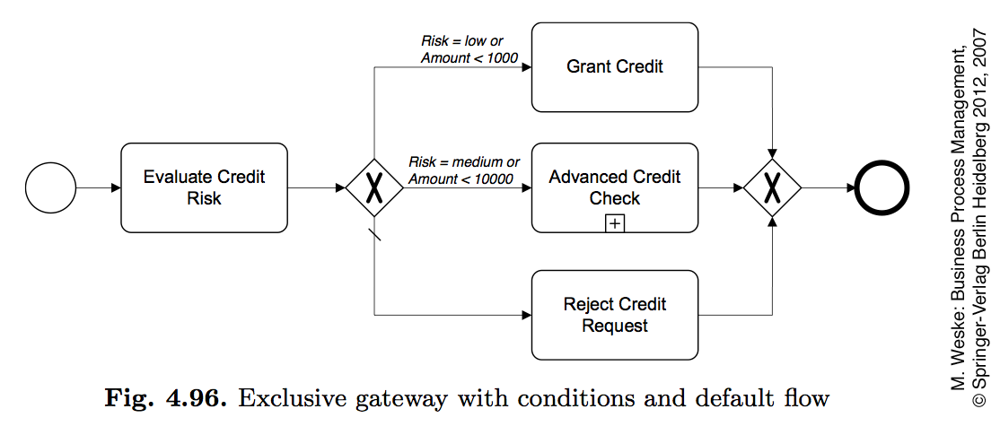 Risk = low or
Amount < 1000
Grant Credit
Evaluate Credit
Risk
X
Risk = medium or
Amount < 10000
Advanced Credit
Check
+
X
Reject Credit
Request
Fig. 4.96. Exclusive gateway with conditions and default flow
M. Weske: Business Process Management,
© Springer-Verlag Berlin Heidelberg 2012, 2007